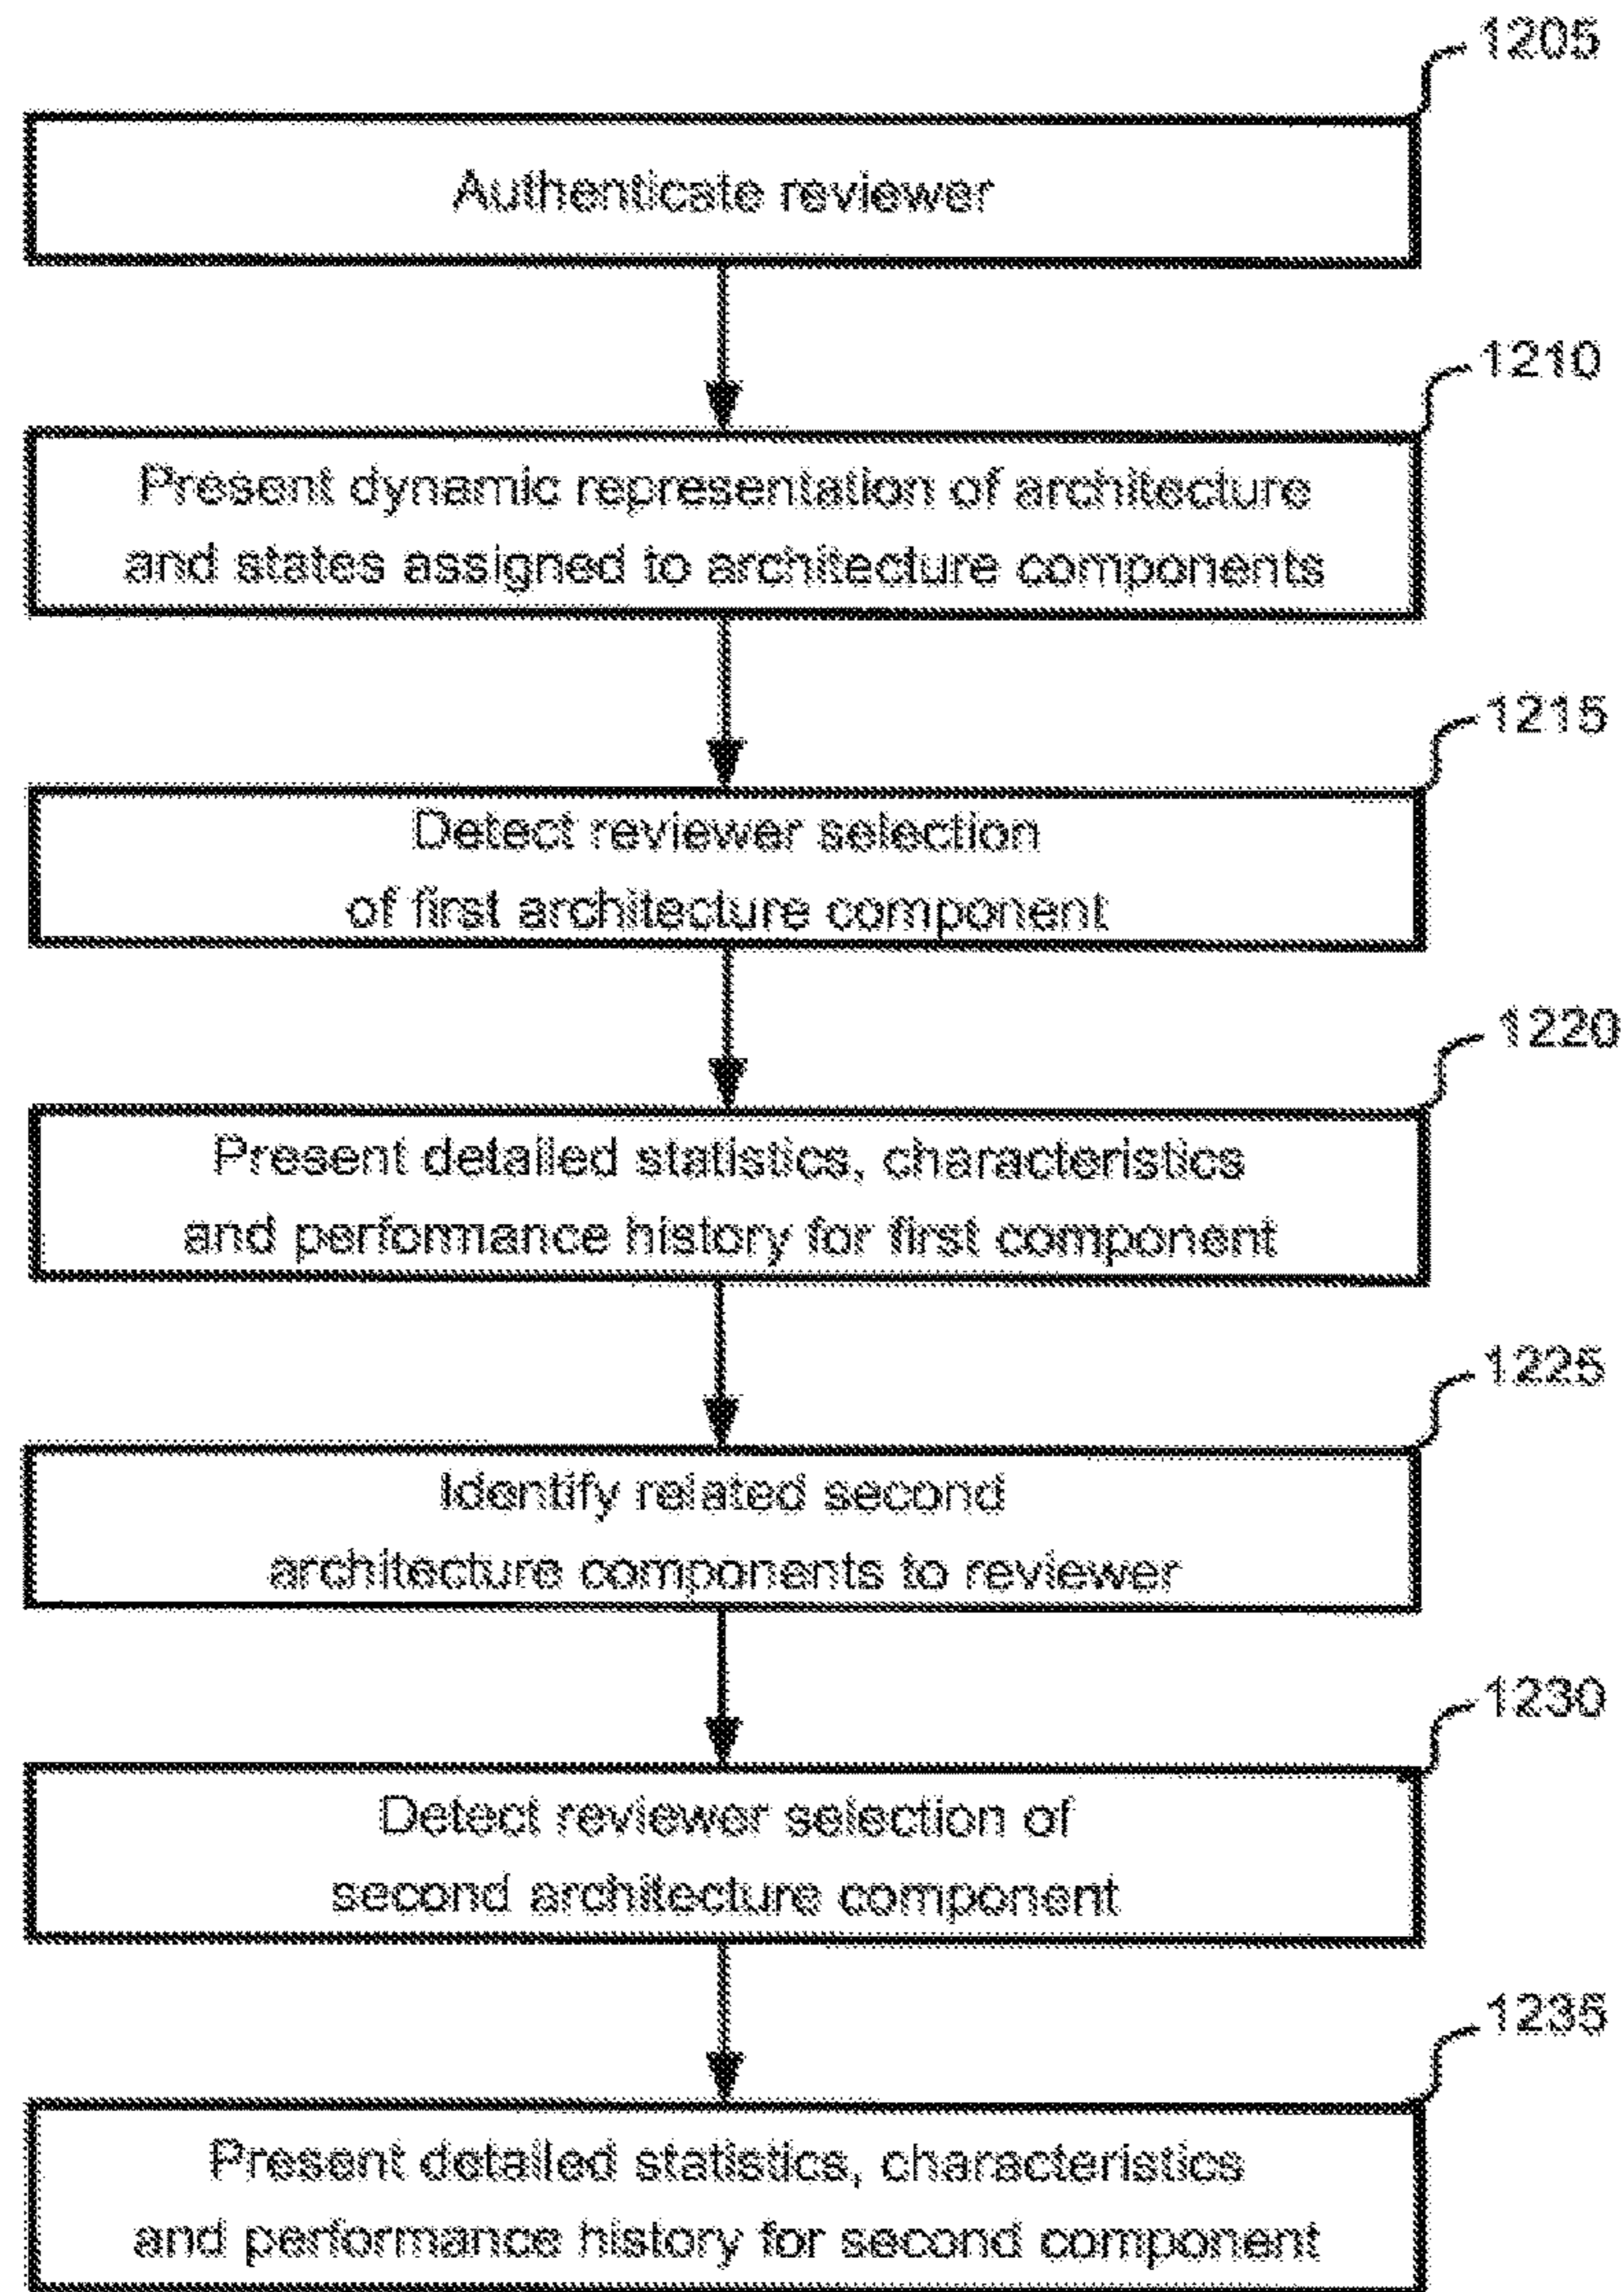 1205
Authenticate reviewer
1210
Present dynamic representation of architecture
and states assigned to architecture components
1215
Detect reviewer selection
of first architecture component
1220
Present detailed statistics, characteristics
and performance history for first component
1225
Identify related second
architecture components to reviewer
1230
Detect reviewer selection of
second architecture component
1235
Present detailed statistics, characteristics
and performance history for second component